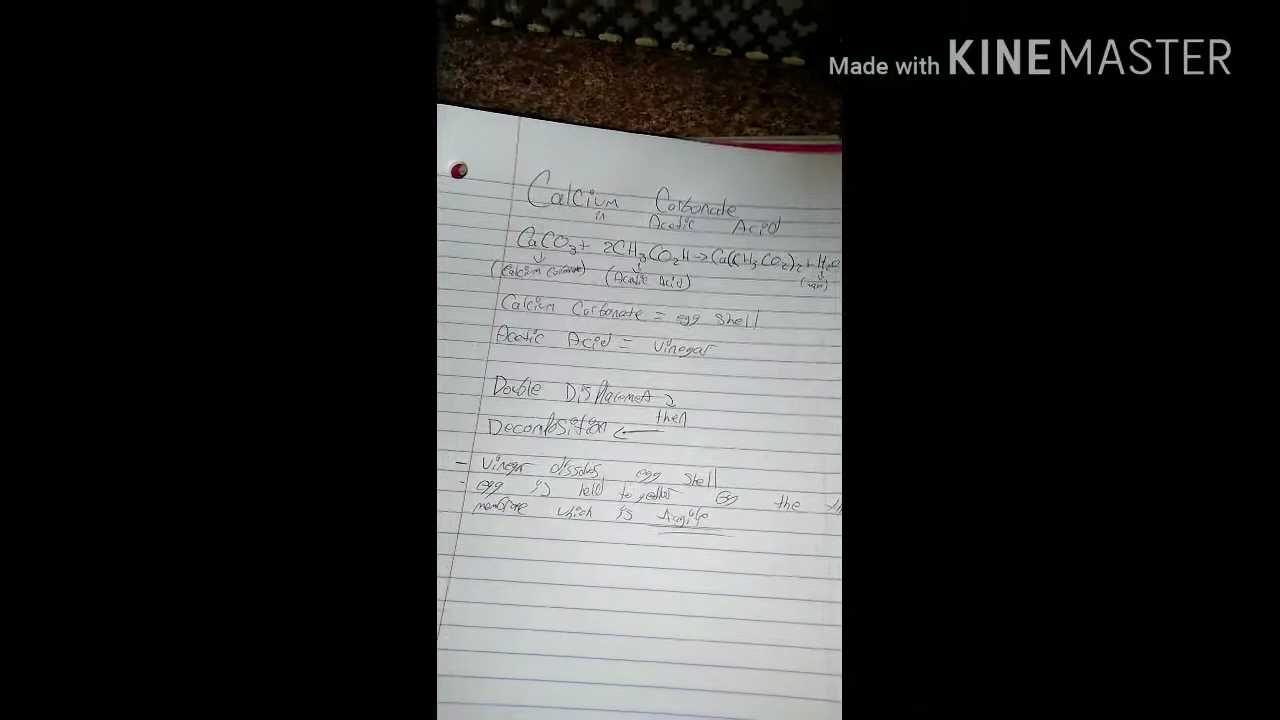 Made with KINEMASTER
Calcium Carbonate
in Acetic Acid
CaCO3 + 2CH3CO2H → Ca(CH3CO2)2 + H2O
(Calcium Carbonate) (Acetic Acid)
Calcium Carbonate = egg shell
Acetic Acid = vinegar
Double Displacement
then
Decomposition ←
- vinegar dissolves egg shell
- egg is held together by the
membrane which is fragile